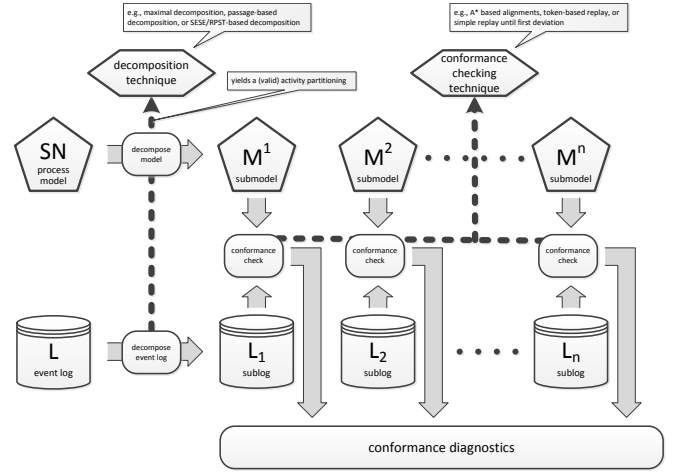 e.g., maximal decomposition, passage-based
decomposition, or SESE/RPST-based decomposition
e.g., A* based alignments, token-based replay, or
simple replay until first deviation
decomposition
technique
conformance
checking
technique
yields a (valid) activity partitioning
SN
process
model
decompose
model
M1
submodel
M2
submodel
Mn
submodel
conformance
check
conformance
check
conformance
check
L
event log
decompose
event log
L1
sublog
L2
sublog
Ln
sublog
conformance diagnostics